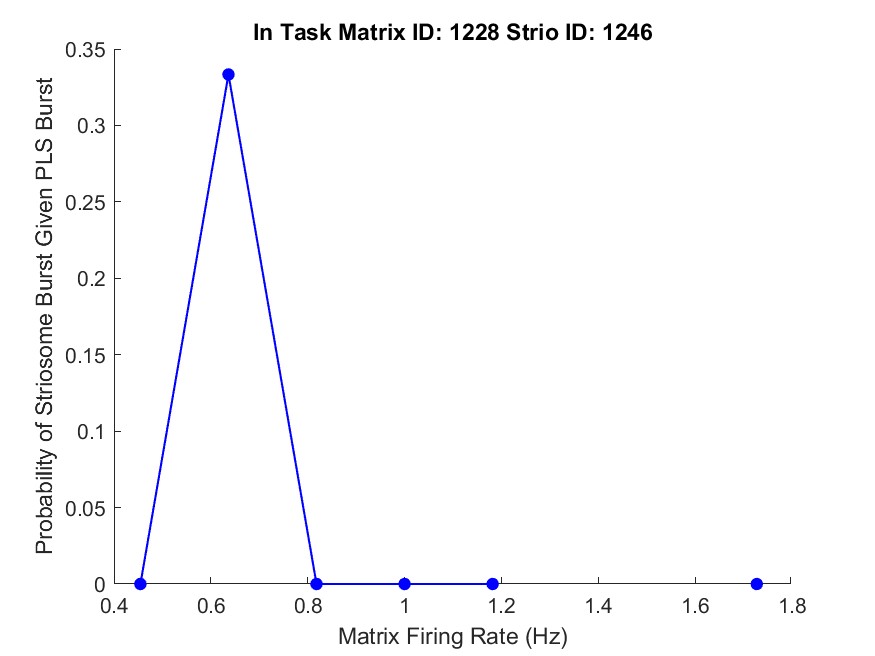 In Task Matrix ID: 1228 Strio ID: 1246
Probability of Striosome Burst Given PLS Burst
0.35
0.3
0.25
0.2
0.15
0.1
0.05
0
0.4 0.6 0.8 1 1.2 1.4 1.6 1.8
Matrix Firing Rate (Hz)